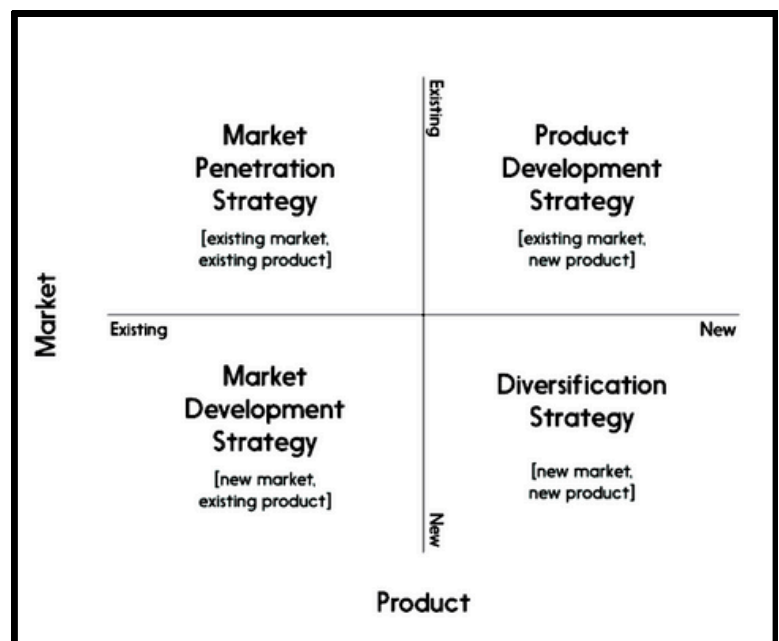 Existing
Market
Penetration
Strategy
[existing market,
existing product]
Product
Development
Strategy
[existing market,
new product]
Market
Existing
New
Market
Development
Strategy
[new market,
existing product]
Diversification
Strategy
[new market,
new product]
New
Product